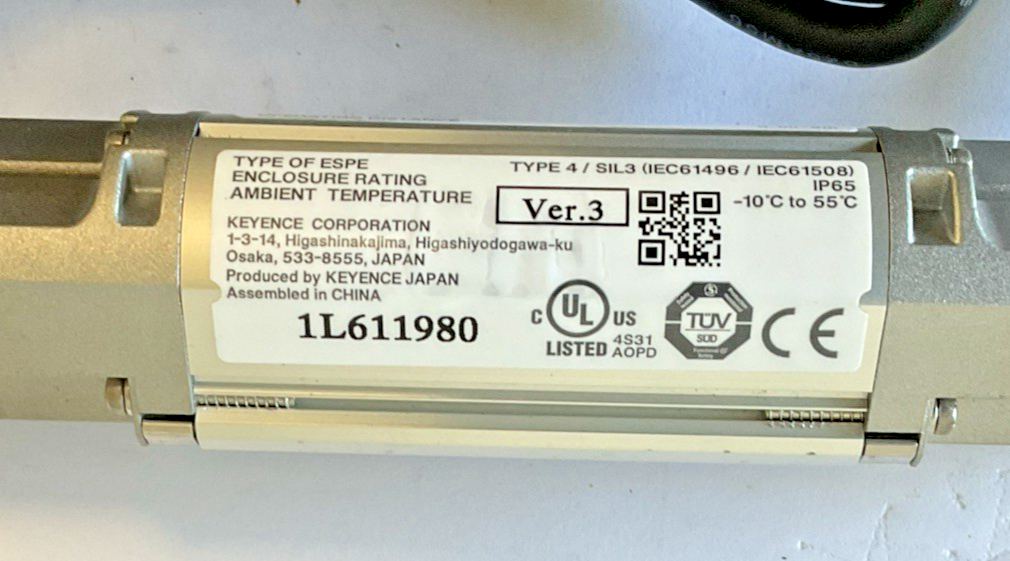 TYPE OF ESPE TYPE 4 / SIL3 (IEC61496 / IEC61508)
ENCLOSURE RATING IP65
AMBIENT TEMPERATURE -10°C to 55°C
Ver.3
KEYENCE CORPORATION
1-3-14, Higashinakajima, Higashiyodogawa-ku
Osaka, 533-8555, JAPAN
Produced by KEYENCE JAPAN
Assembled in CHINA
1L611980
C UL US
LISTED 4S31
AOPD
TÜV
SÜD
Functional
Safety
CE